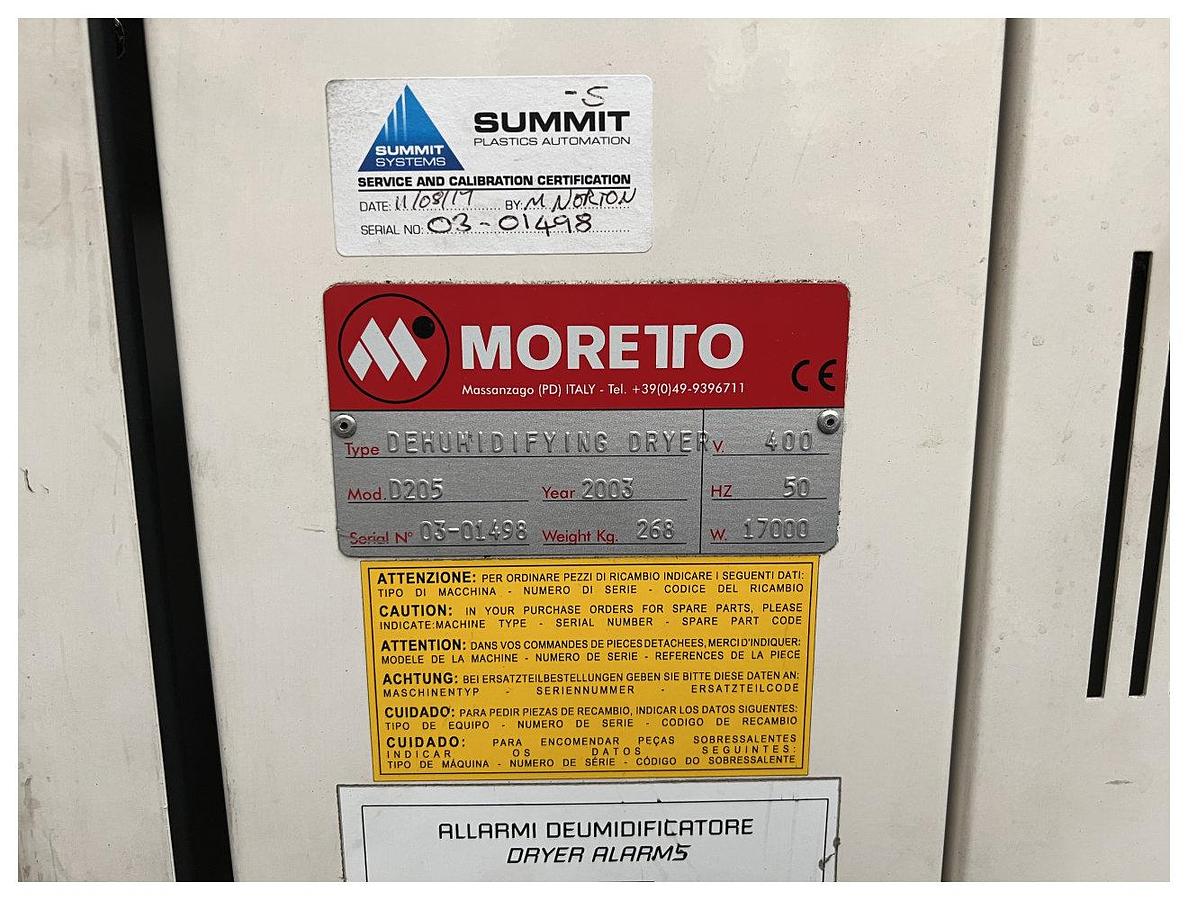 -S
SUMMIT
PLASTICS AUTOMATION
SUMMIT
SYSTEMS
SERVICE AND CALIBRATION CERTIFICATION
DATE: 11/08/17 BY: M NORTON
SERIAL NO: 03-01498
MORETTO
Massanzago (PD) ITALY - Tel. +39(0)49-9396711
CE
Type DEHUMIDIFYING DRYER V. 400
Mod. D205 Year 2003 HZ 50
Serial N° 03-01498 Weight Kg. 268 W. 17000
ATTENZIONE: PER ORDINARE PEZZI DI RICAMBIO INDICARE I SEGUENTI DATI:
TIPO DI MACCHINA - NUMERO DI SERIE - CODICE DEL RICAMBIO
CAUTION: IN YOUR PURCHASE ORDERS FOR SPARE PARTS, PLEASE
INDICATE:MACHINE TYPE - SERIAL NUMBER - SPARE PART CODE
ATTENTION: DANS VOS COMMANDES DE PIECES DETACHEES, MERCI D'INDIQUER:
MODELE DE LA MACHINE - NUMERO DE SERIE - REFERENCES DE LA PIECE
ACHTUNG: BEI ERSATZTEILBESTELLUNGEN GEBEN SIE BITTE DIESE DATEN AN:
MASCHINENTYP - SERIENNUMMER - ERSATZTEILCODE
CUIDADO: PARA PEDIR PIEZAS DE RECAMBIO, INDICAR LOS DATOS SIGUENTES:
TIPO DE EQUIPO - NUMERO DE SERIE - CODIGO DE RECAMBIO
CUIDADO: PARA ENCOMENDAR PEÇAS SOBRESSALENTES
INDICAR OS DATOS SEGUINTES:
TIPO DE MÁQUINA - NUMERO DE SÉRIE - CÓDIGO DO SOBRESSALENTE
ALLARMI DEUMIDIFICATORE
DRYER ALARMS